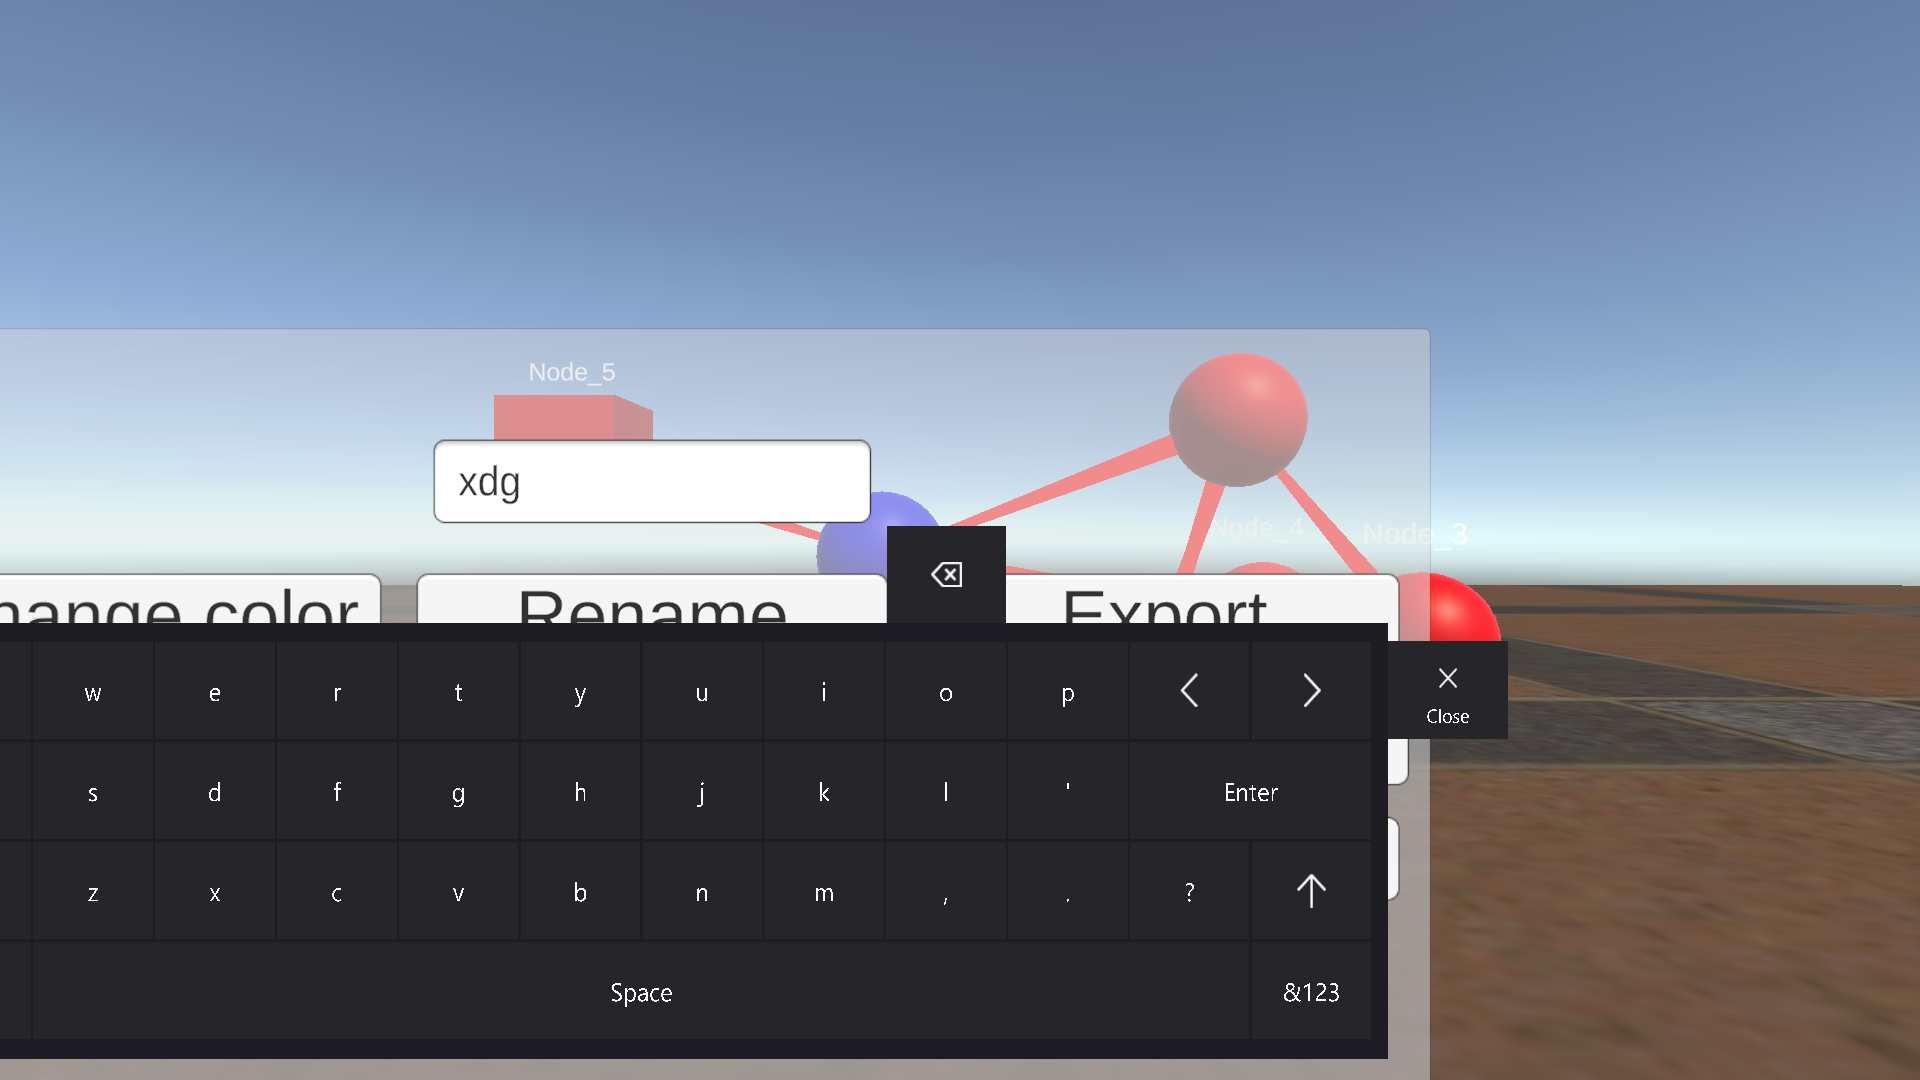 Node_5
xdg
Node_4
Node_3
hange color
Rename
Export
w e r t y u i o p
Close
s d f g h j k l ' Enter
z x c v b n m , . ?
Space &123